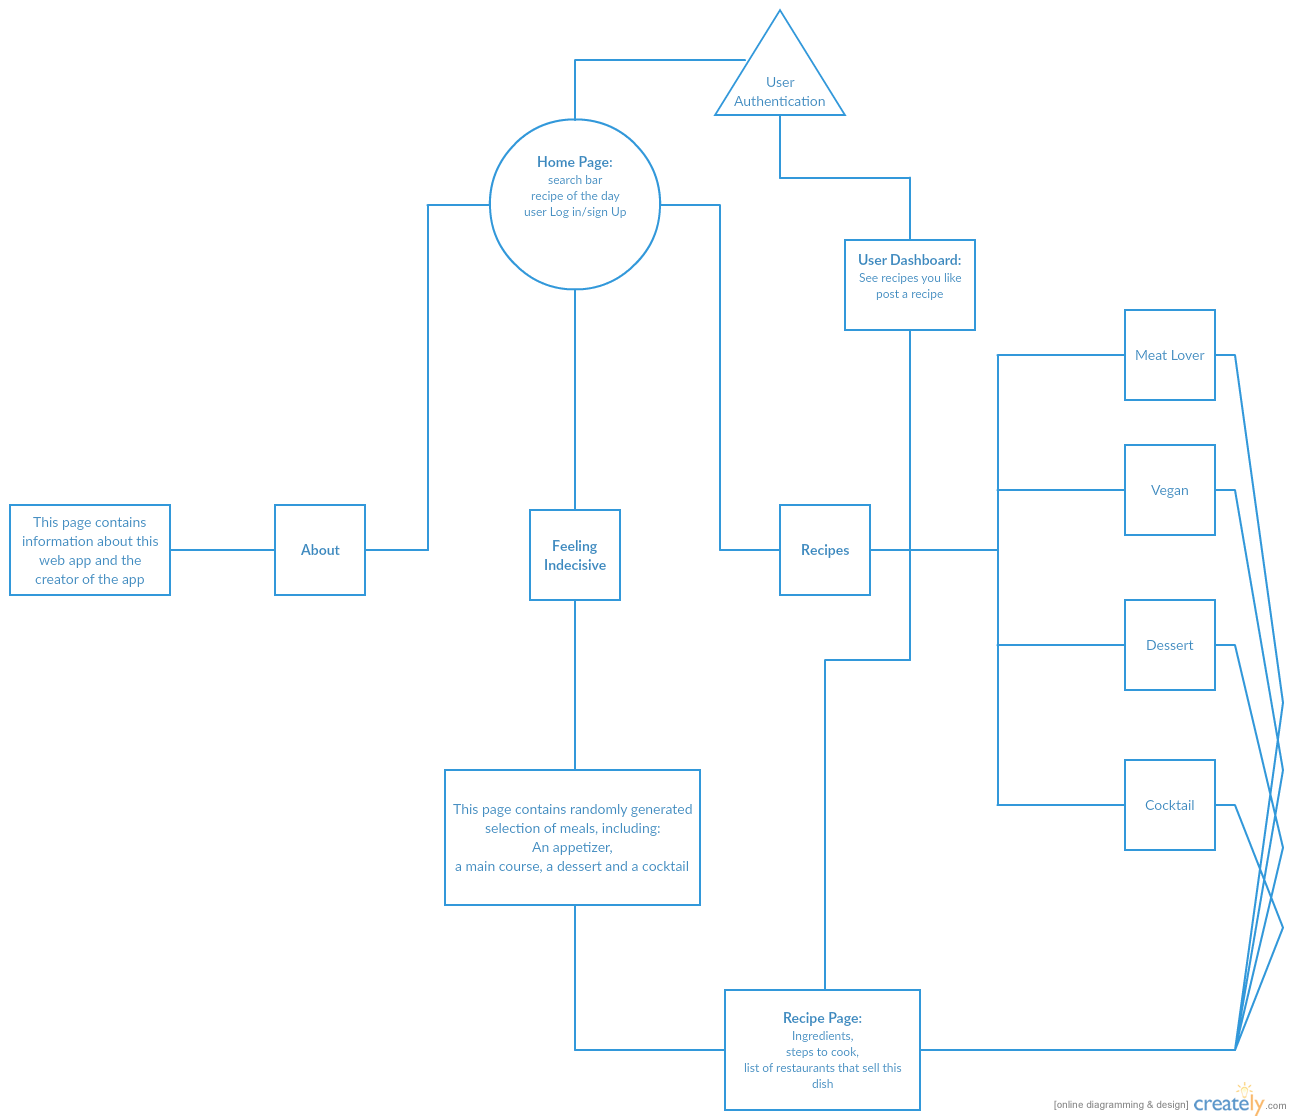 User
Authentication
Home Page:
search bar
recipe of the day
user Log in/sign Up
User Dashboard:
See recipes you like
post a recipe
Meat Lover
Vegan
This page contains
information about this
web app and the
creator of the app
About
Feeling
Indecisive
Recipes
Dessert
Cocktail
This page contains randomly generated
selection of meals, including:
An appetizer,
a main course, a dessert and a cocktail
Recipe Page:
Ingredients,
steps to cook,
list of restaurants that sell this
dish
[online diagramming & design] creately.com